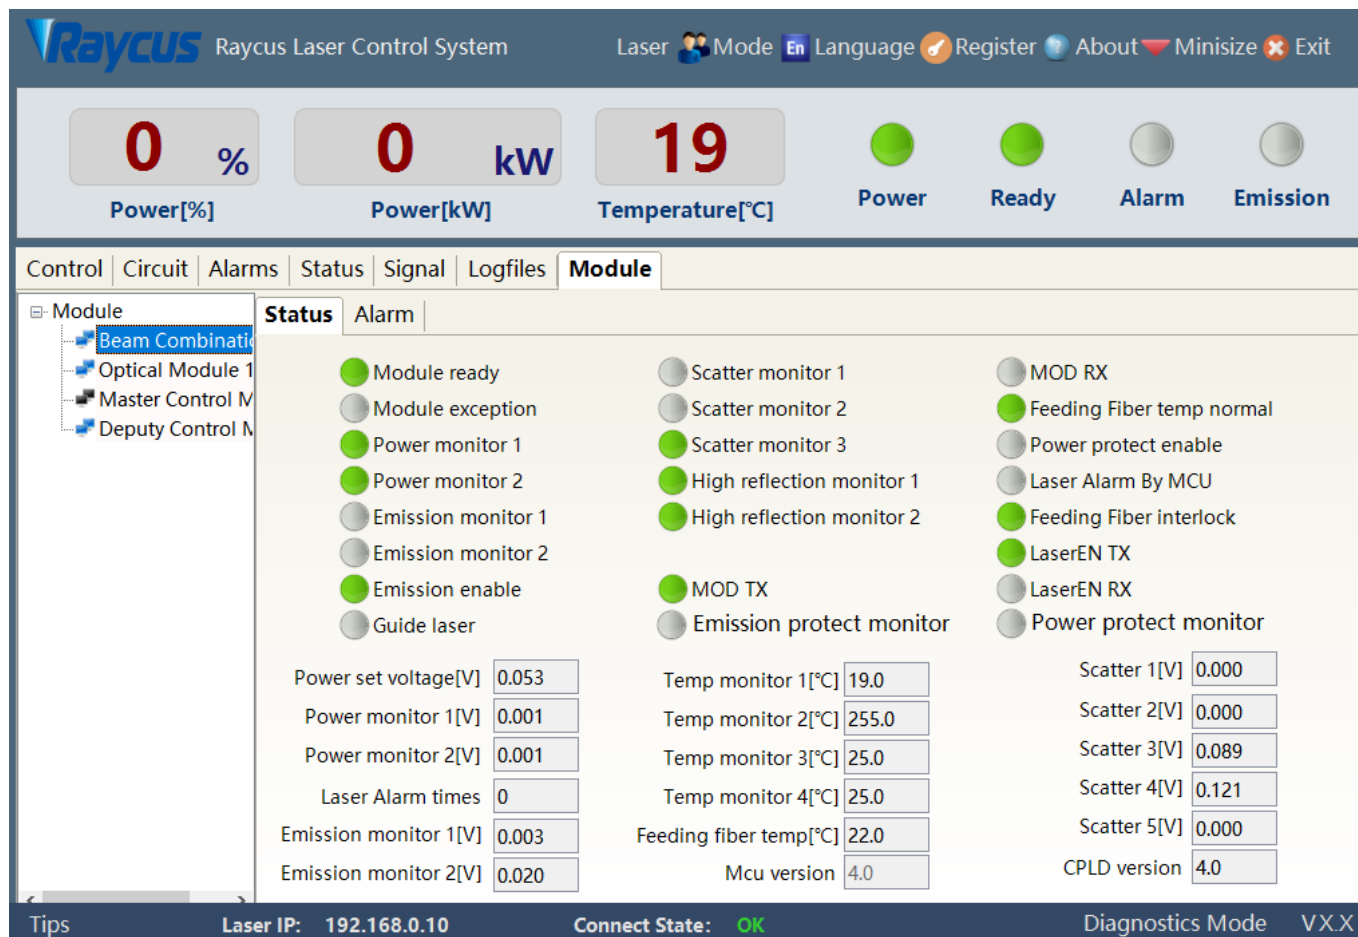 Raycus Raycus Laser Control System Laser Mode En Language Register ? About Minisize Exit
0 % 0 kW 19
Power[%] Power[kW] Temperature[℃] Power Ready Alarm Emission
Control Circuit Alarms Status Signal Logfiles Module
Module
Beam Combinatic
Optical Module 1
Master Control M
Deputy Control M
Status Alarm
Module ready Scatter monitor 1 MOD RX
Module exception Scatter monitor 2 Feeding Fiber temp normal
Power monitor 1 Scatter monitor 3 Power protect enable
Power monitor 2 High reflection monitor 1 Laser Alarm By MCU
Emission monitor 1 High reflection monitor 2 Feeding Fiber interlock
Emission monitor 2 LaserEN TX
Emission enable MOD TX LaserEN RX
Guide laser Emission protect monitor Power protect monitor
Power set voltage[V] 0.053 Temp monitor 1[℃] 19.0 Scatter 1[V] 0.000
Power monitor 1[V] 0.001 Temp monitor 2[℃] 255.0 Scatter 2[V] 0.000
Power monitor 2[V] 0.001 Temp monitor 3[℃] 25.0 Scatter 3[V] 0.089
Laser Alarm times 0 Temp monitor 4[℃] 25.0 Scatter 4[V] 0.121
Emission monitor 1[V] 0.003 Feeding fiber temp[℃] 22.0 Scatter 5[V] 0.000
Emission monitor 2[V] 0.020 Mcu version 4.0 CPLD version 4.0
Tips Laser IP: 192.168.0.10 Connect State: OK Diagnostics Mode VX.X